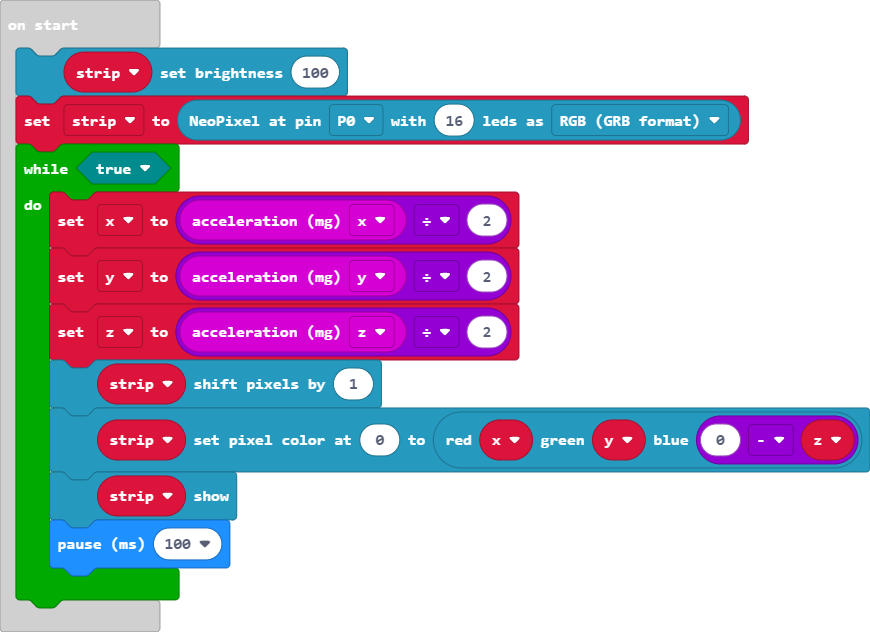 on start
strip set brightness 100
set strip to NeoPixel at pin P0 with 16 leds as RGB (GRB format)
while true
do
set x to acceleration (mg) x ÷ 2
set y to acceleration (mg) y ÷ 2
set z to acceleration (mg) z ÷ 2
strip shift pixels by 1
strip set pixel color at 0 to red x green y blue 0 - z
strip show
pause (ms) 100